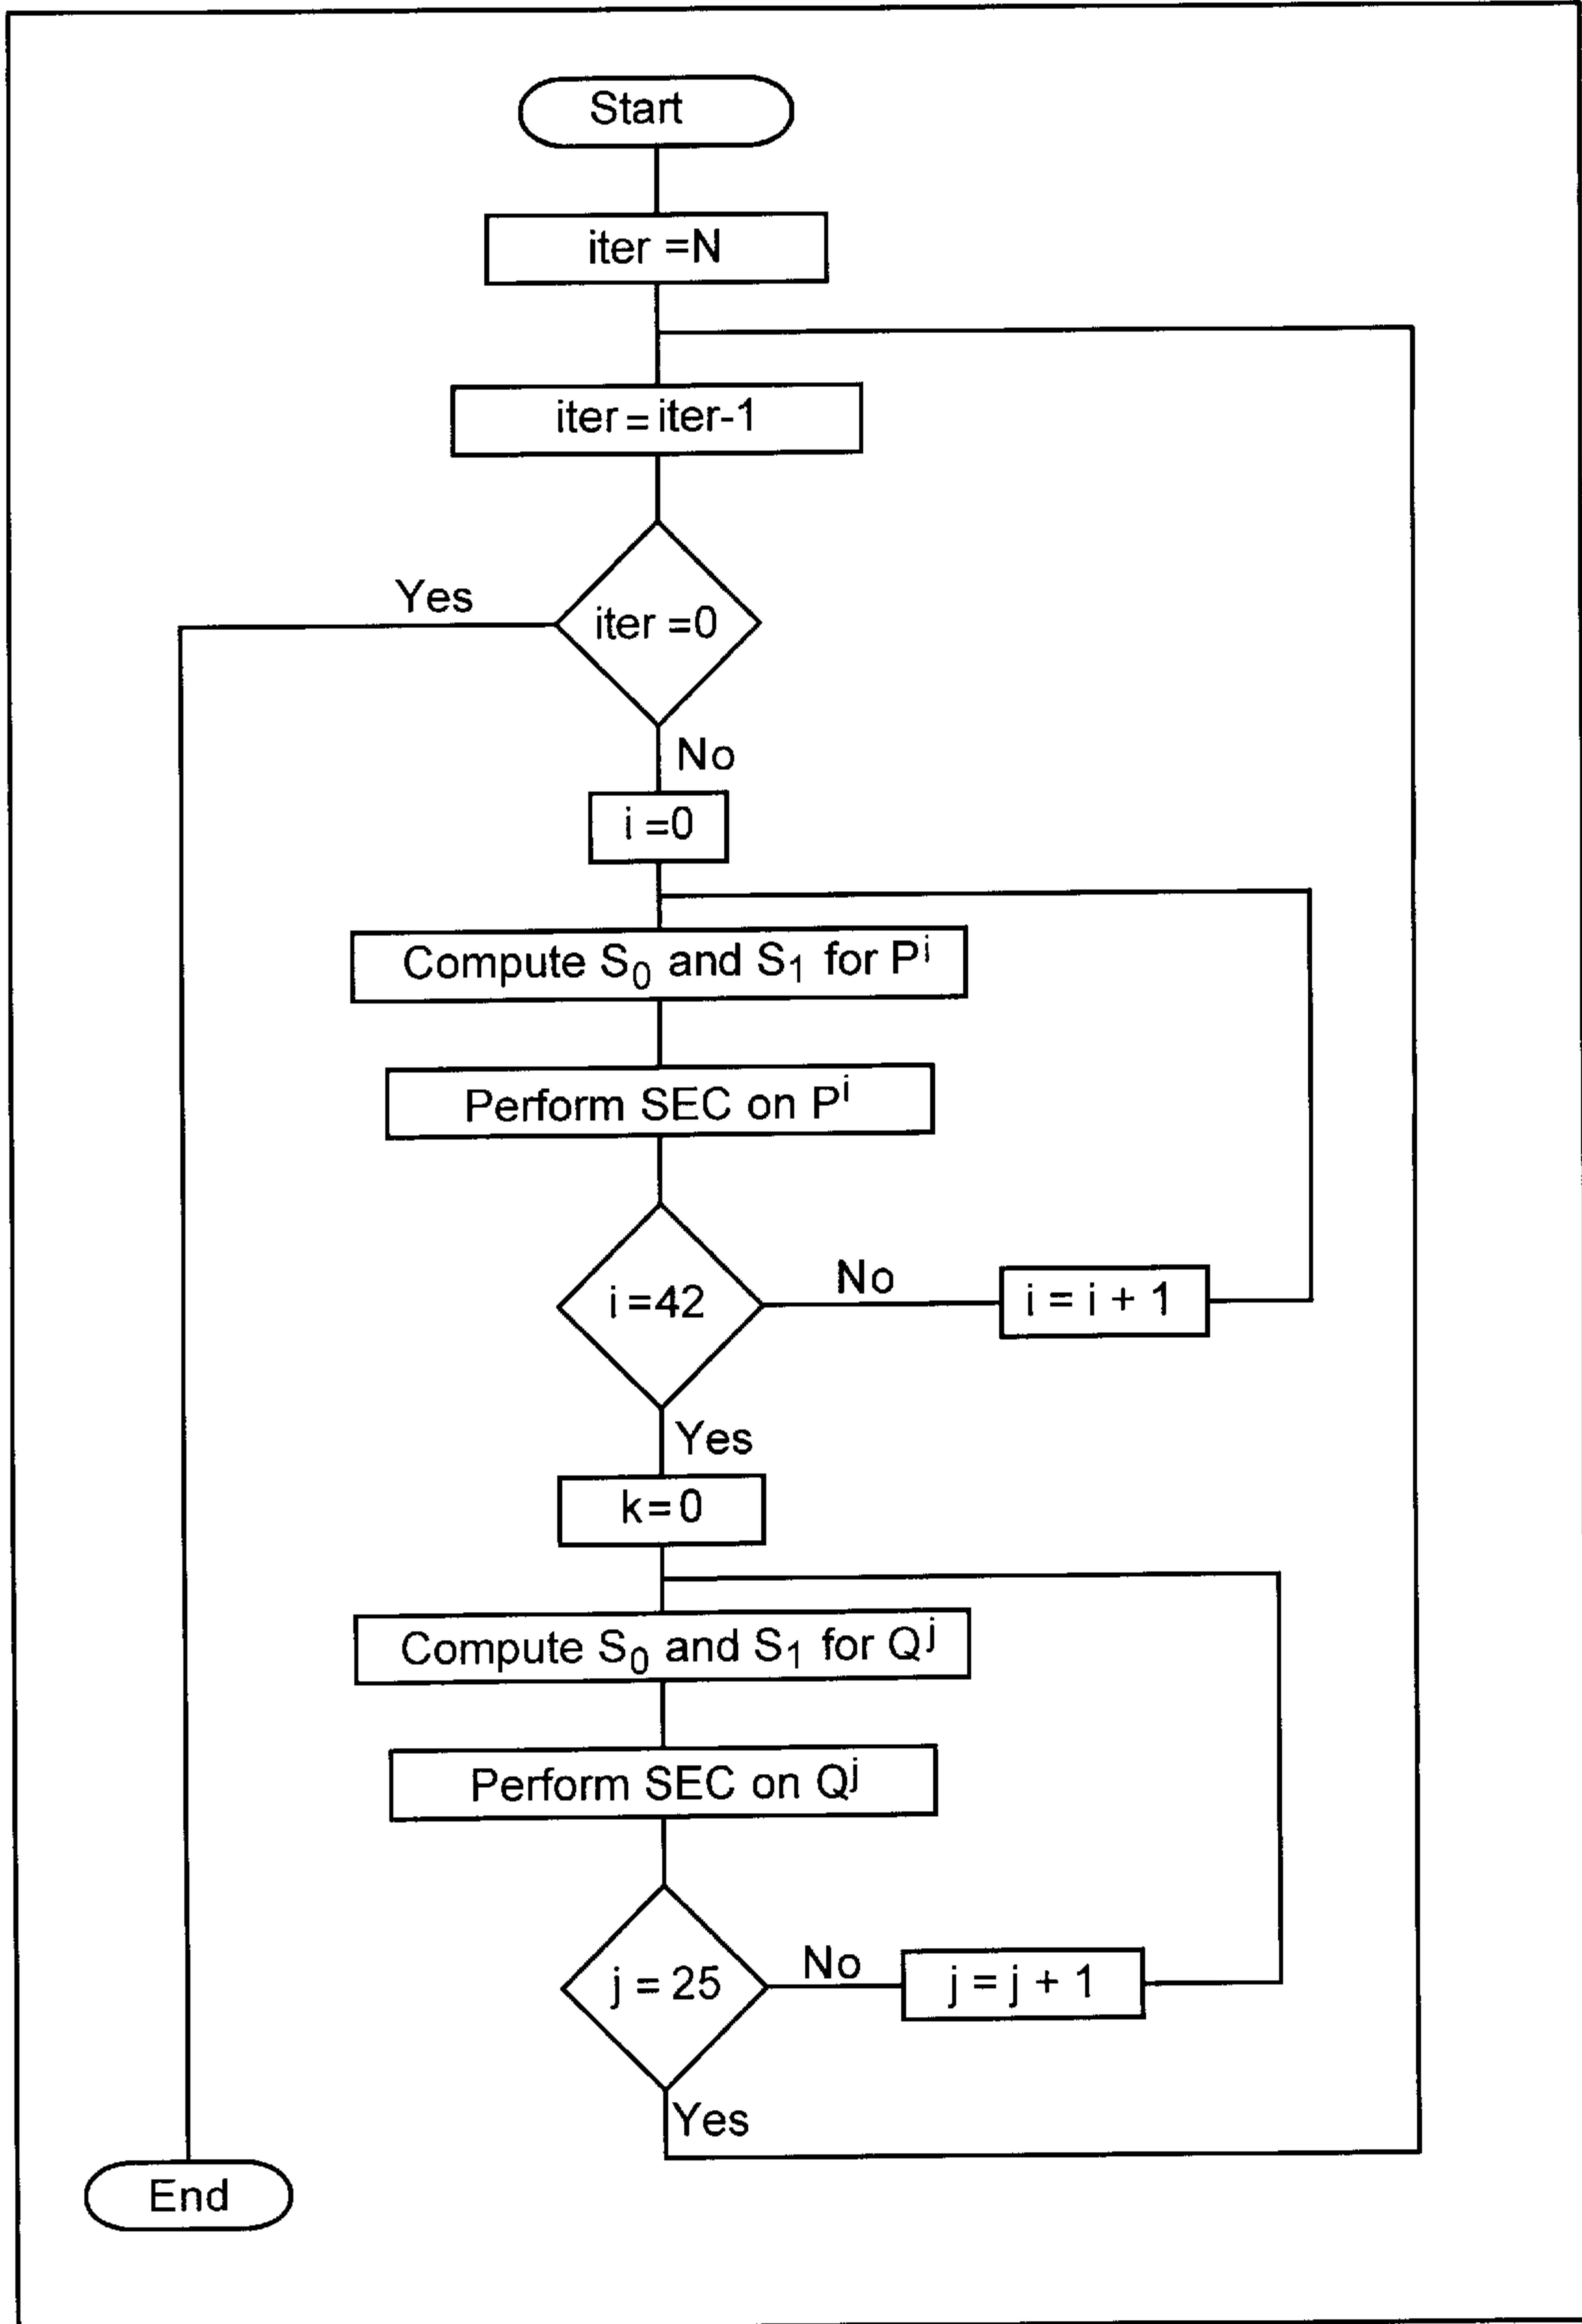 Start
iter =N
iter = iter-1
iter =0
Yes
No
i =0
Compute S₀ and S₁ for Pⁱ
Perform SEC on Pⁱ
i =42
No
i = i + 1
Yes
k=0
Compute S₀ and S₁ for Qʲ
Perform SEC on Qʲ
j = 25
No
j = j + 1
Yes
End